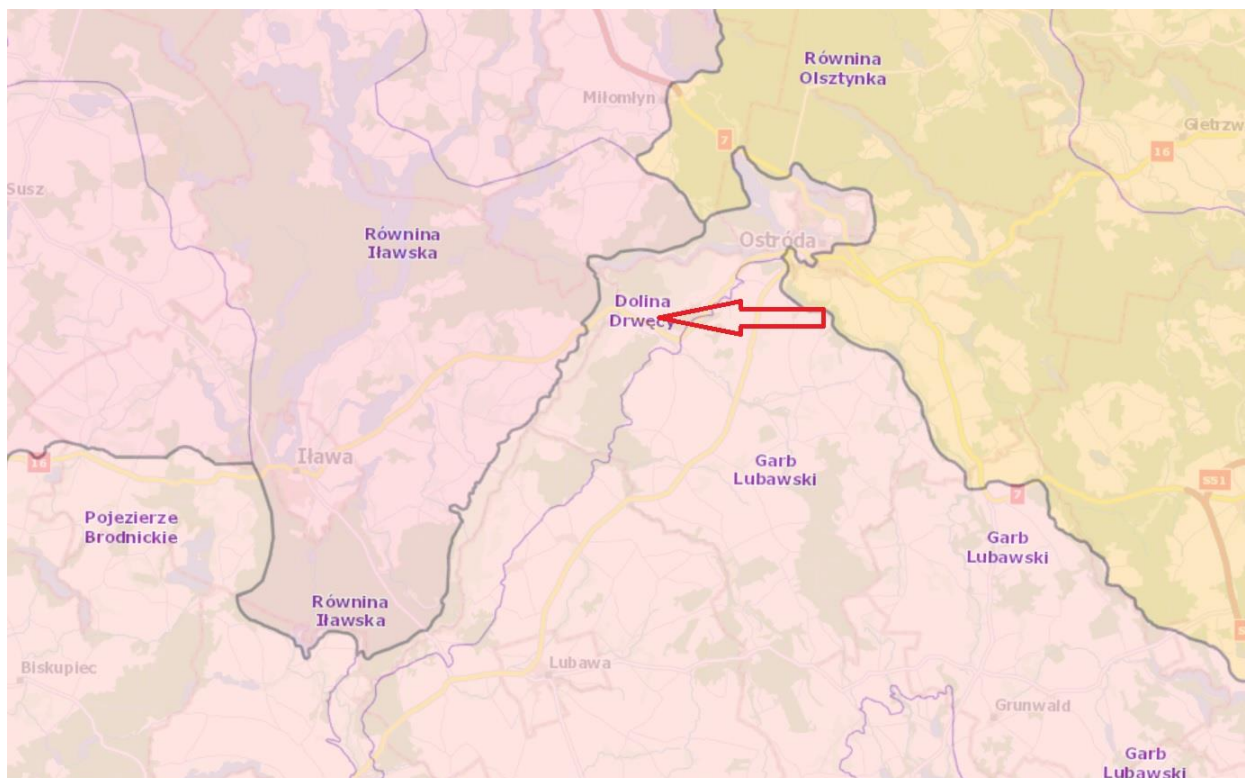 Równina
Olsztynka
Miłomłyn
7
Gietrzw
16
Susz
Równina
Iławska
Ostróda
Dolina
Drwęcy
Iława
16
Garb
Lubawski
S51
7
Pojezierze
Brodnickie
Garb
Lubawski
Równina
Iławska
Biskupiec
Lubawa
Grunwald
Garb
Lubawski